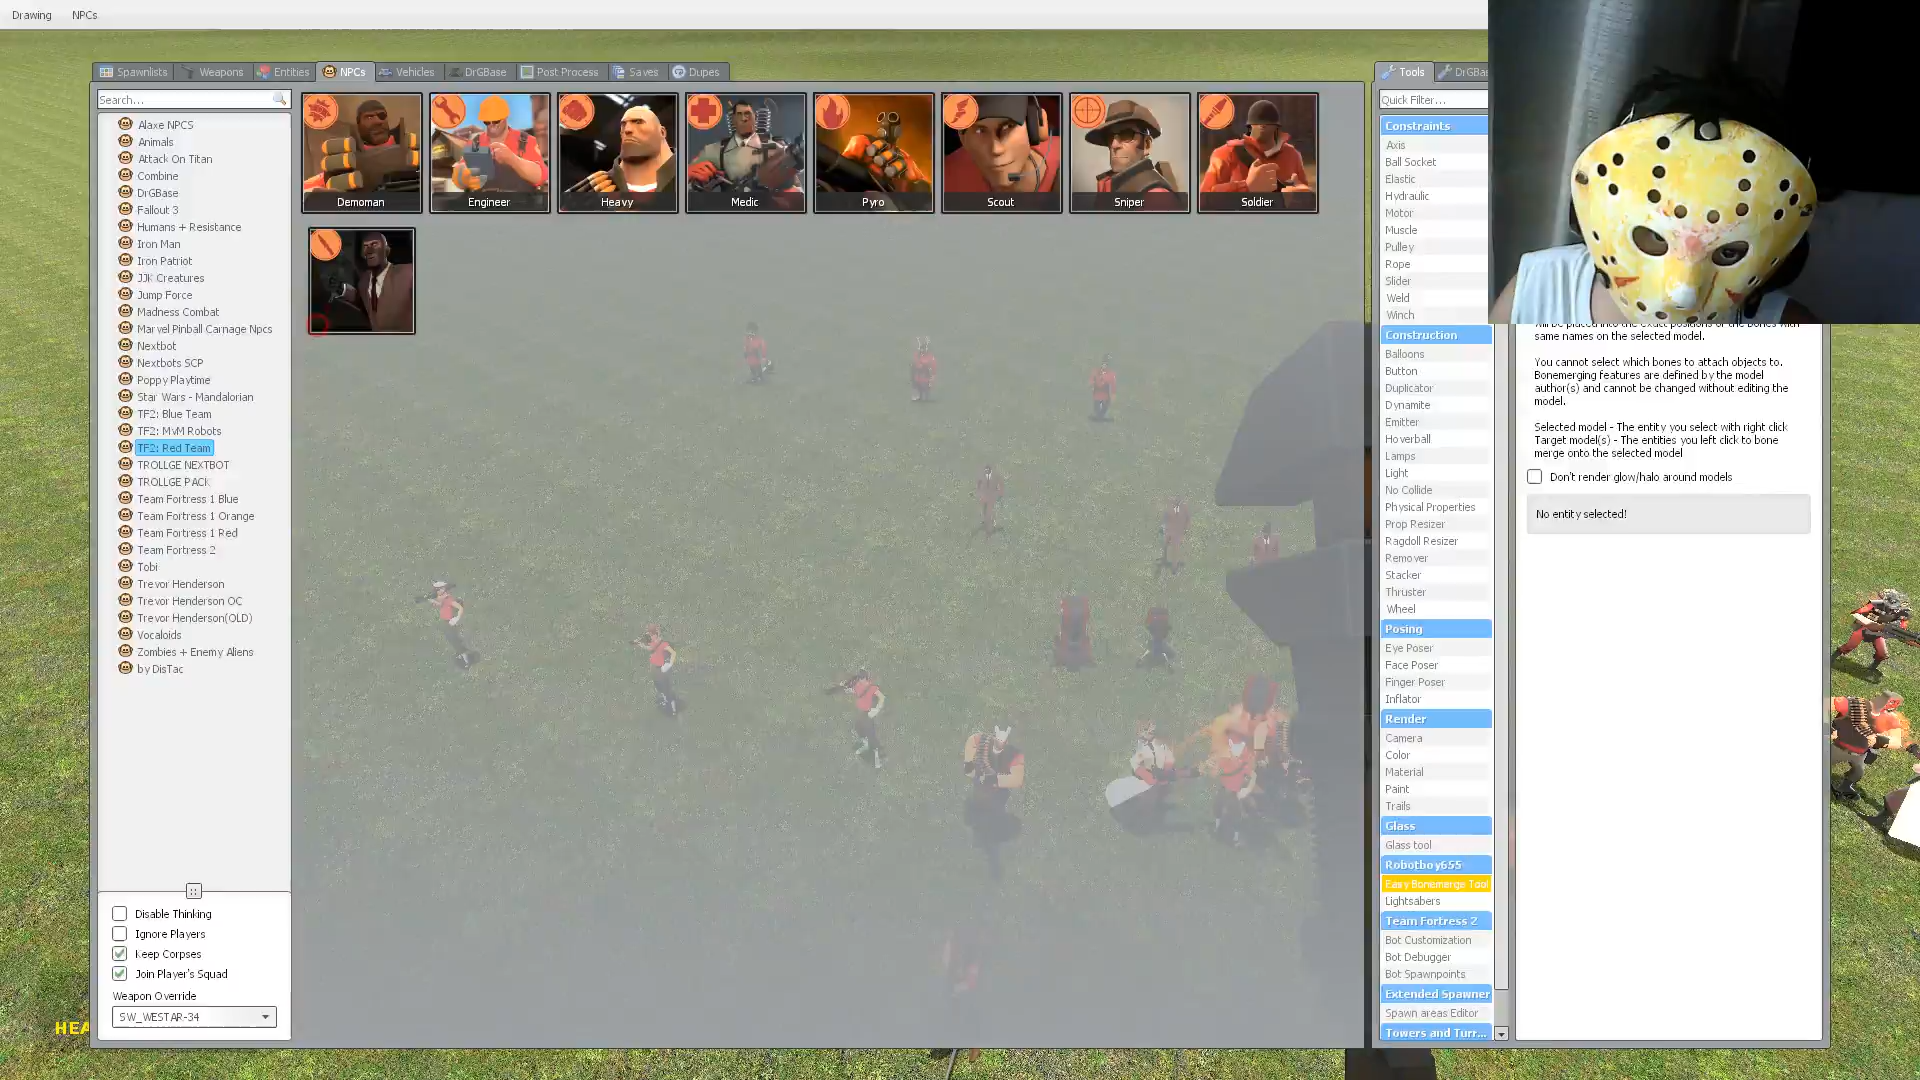 Drawing NPCs
Spawnlists Weapons Entities NPCs Vehicles DrGBase Post Process Saves Dupes
Search...
Alaxe NPCS
Animals
Attack On Titan
Combine
DrGBase
Fallout 3
Humans + Resistance
Iron Man
Iron Patriot
JJK Creatures
Jump Force
Madness Combat
Marvel Pinball Carnage Npcs
Nextbot
Nextbots SCP
Poppy Playtime
Star Wars - Mandalorian
TF2: Blue Team
TF2: MvM Robots
TF2: Red Team
TROLLGE NEXTBOT
TROLLGE PACK
Team Fortress 1 Blue
Team Fortress 1 Orange
Team Fortress 1 Red
Team Fortress 2
Tobi
Trevor Henderson
Trevor Henderson OC
Trevor Henderson(OLD)
Vocaloids
Zombies + Enemy Aliens
by DisTac
Disable Thinking
Ignore Players
Keep Corpses
Join Player's Squad
Weapon Override
SW_WESTAR-34
HEA
Demoman Engineer Heavy Medic Pyro Scout Sniper Soldier
Tools DrGBas
Quick Filter...
Constraints
Axis
Ball Socket
Elastic
Hydraulic
Motor
Muscle
Pulley
Rope
Slider
Weld
Winch
Construction
Balloons
Button
Duplicator
Dynamite
Emitter
Hoverball
Lamps
Light
No Collide
Physical Properties
Prop Resizer
Ragdoll Resizer
Remover
Stacker
Thruster
Wheel
Posing
Eye Poser
Face Poser
Finger Poser
Inflator
Render
Camera
Color
Material
Paint
Trails
Glass
Glass tool
Robotboy655
Easy Bonemerge Tool
Lightsabers
Team Fortress 2
Bot Customization
Bot Debugger
Bot Spawnpoints
Extended Spawner
Spawn areas Editor
Towers and Turr...
will be placed into the exact positions of the bones with
same names on the selected model.
You cannot select which bones to attach objects to.
Bonemerging features are defined by the model
author(s) and cannot be changed without editing the
model.
Selected model - The entity you select with right click
Target model(s) - The entities you left click to bone
merge onto the selected model
Don't render glow/halo around models
No entity selected!